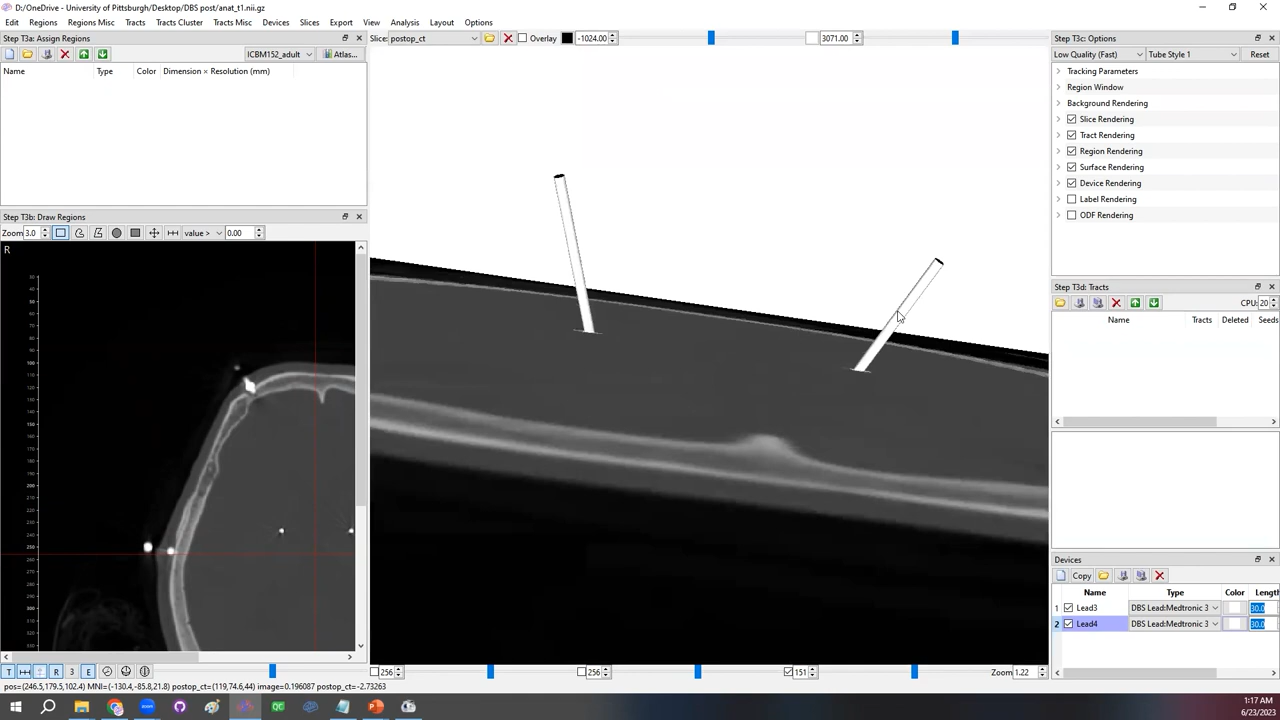 D:/OneDrive - University of Pittsburgh/Desktop/DBS post/anat_t1.nii.gz
Edit Regions Regions Misc Tracts Tracts Cluster Tracts Misc Devices Slices Export View Analysis Layout Options
Step T3a: Assign Regions
ICBM152_adult Atlas...
Name Type Color Dimension × Resolution (mm)
Step T3b: Draw Regions
Zoom 3.0 value > 0.00
R
Slice: postop_ct Overlay -1024.00 3071.00
Step T3c: Options
Low Quality (Fast) Tube Style 1 Reset
Tracking Parameters
Region Window
Background Rendering
Slice Rendering
Tract Rendering
Region Rendering
Surface Rendering
Device Rendering
Label Rendering
ODF Rendering
Step T3d: Tracts
CPU: 20
Name Tracts Deleted Seeds
Devices
Copy
Name Type Color Length
1 Lead3 DBS Lead:Medtronic 3 30.0
2 Lead4 DBS Lead:Medtronic 3 30.0
T R 3 E
256 256 151 Zoom 1.22
pos=(246.5,179.5,102.4) MNI=(-130.4,-85.8,21.8) postop_ct=(119,74.6,44) image=0.196087 postop_ct=-2.73263
1:17 AM
6/23/2023